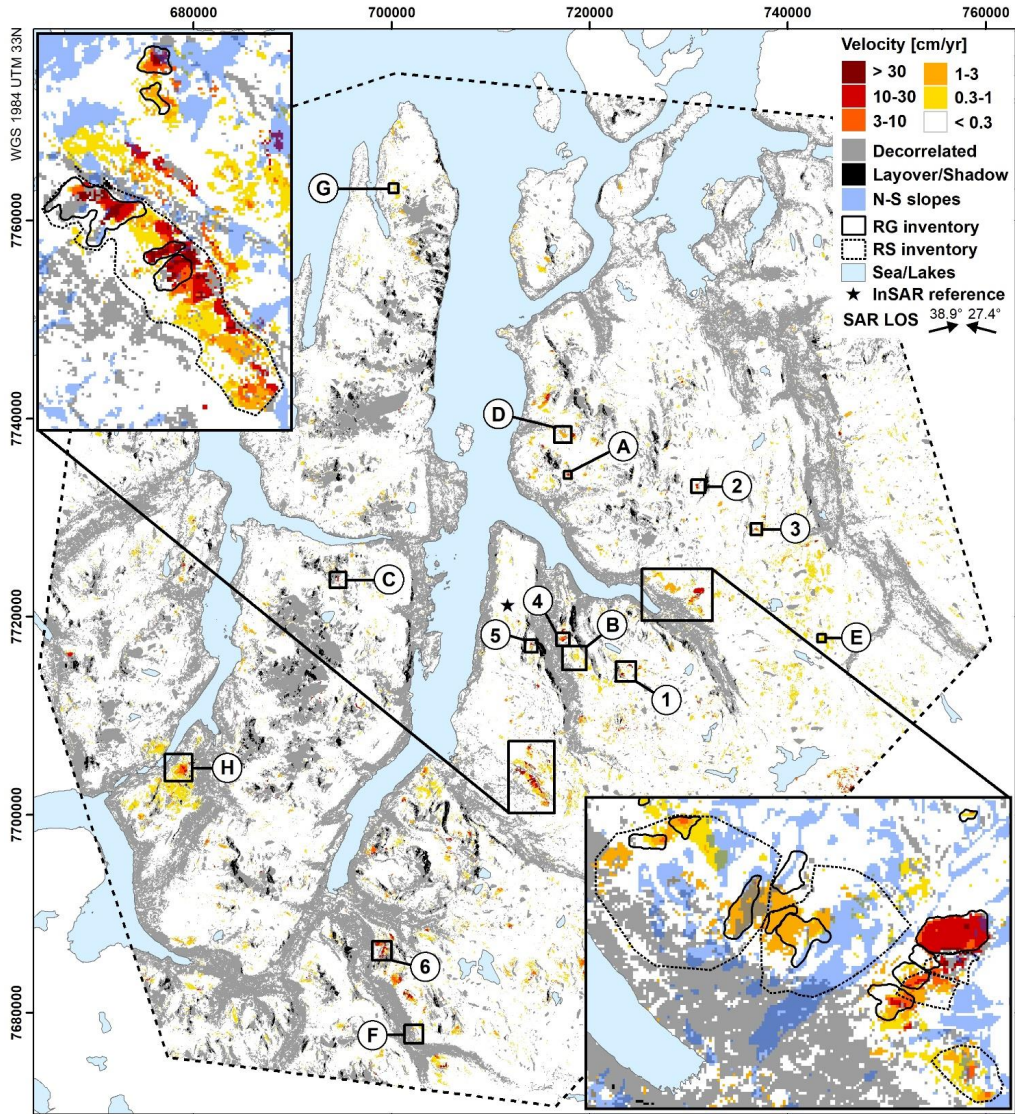 680000 700000 720000 740000 760000
WGS 1984 UTM 33N
7760000
7740000
7720000
7700000
7680000
Velocity [cm/yr]
> 30 1-3
10-30 0.3-1
3-10 < 0.3
Decorrelated
Layover/Shadow
N-S slopes
RG inventory
RS inventory
Sea/Lakes
InSAR reference
SAR LOS 38.9° 27.4°
G
D
A
2
3
C
4
B
5
E
1
H
6
F